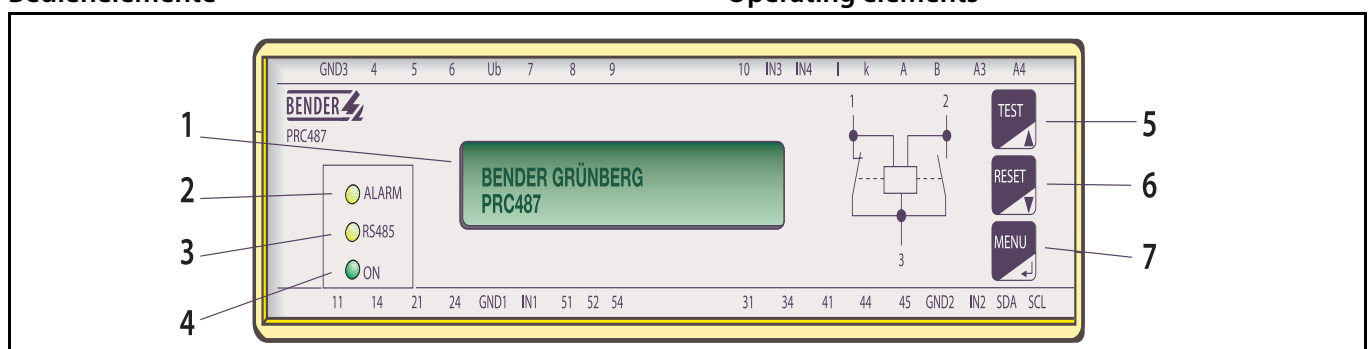 Bedienelemente Operating elements
GND3 4 5 6 Ub 7 8 9 10 IN3 IN4 I k A B A3 A4
BENDER
PRC487
1
2 ALARM
3 RS485
4 ON
BENDER GRÜNBERG
PRC487
1 2
3
TEST 5
RESET 6
MENU 7
11 14 21 24 GND1 IN1 51 52 54 31 34 41 44 45 GND2 IN2 SDA SCL